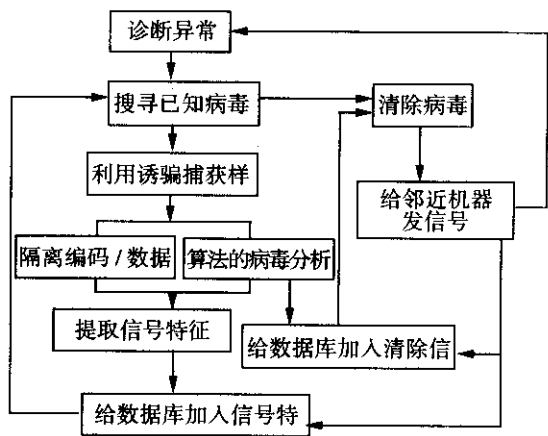 诊断异常
搜寻已知病毒
清除病毒
利用诱骗捕获样
给邻近机器
发信号
隔离编码/数据
算法的病毒分析
提取信号特征
给数据库加入清除信
给数据库加入信号特